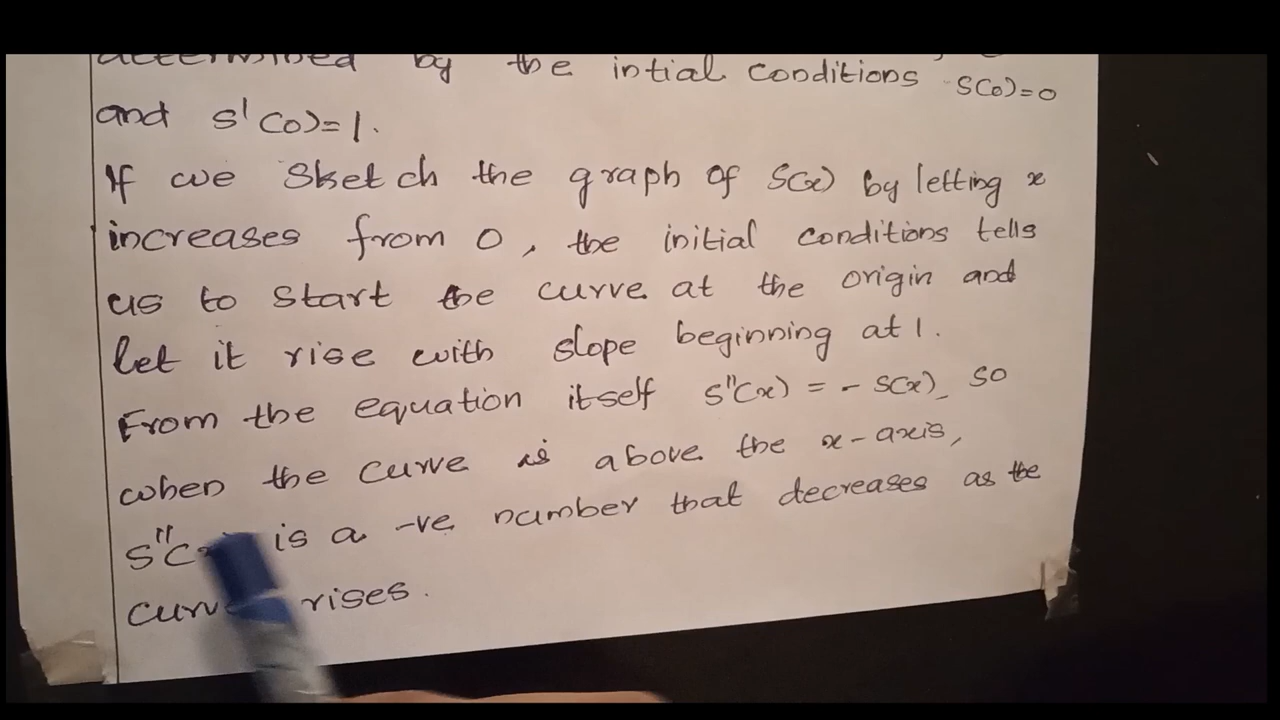 determined by the intial conditions, S(0)=0
and S'(0)=1.
If we Sketch the graph of S(x) by letting x
increases from 0, the initial conditions tells
us to start the curve at the origin and
let it rise with slope beginning at 1.
From the equation itself S"(x) = - S(x), so
when the curve is above the x-axis,
is a -ve number that decreases as the
rises.